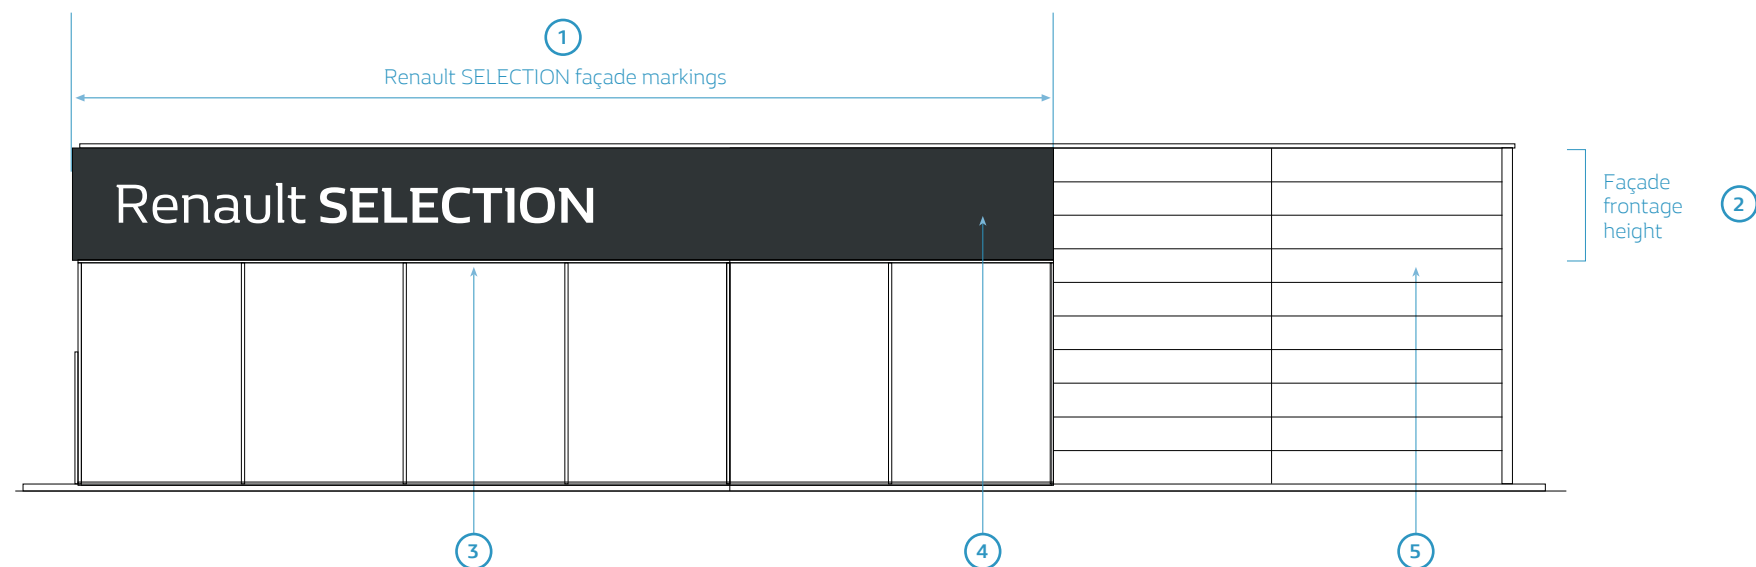 1
Renault SELECTION façade markings
Renault SELECTION
Façade
frontage
height
2
3
4
5